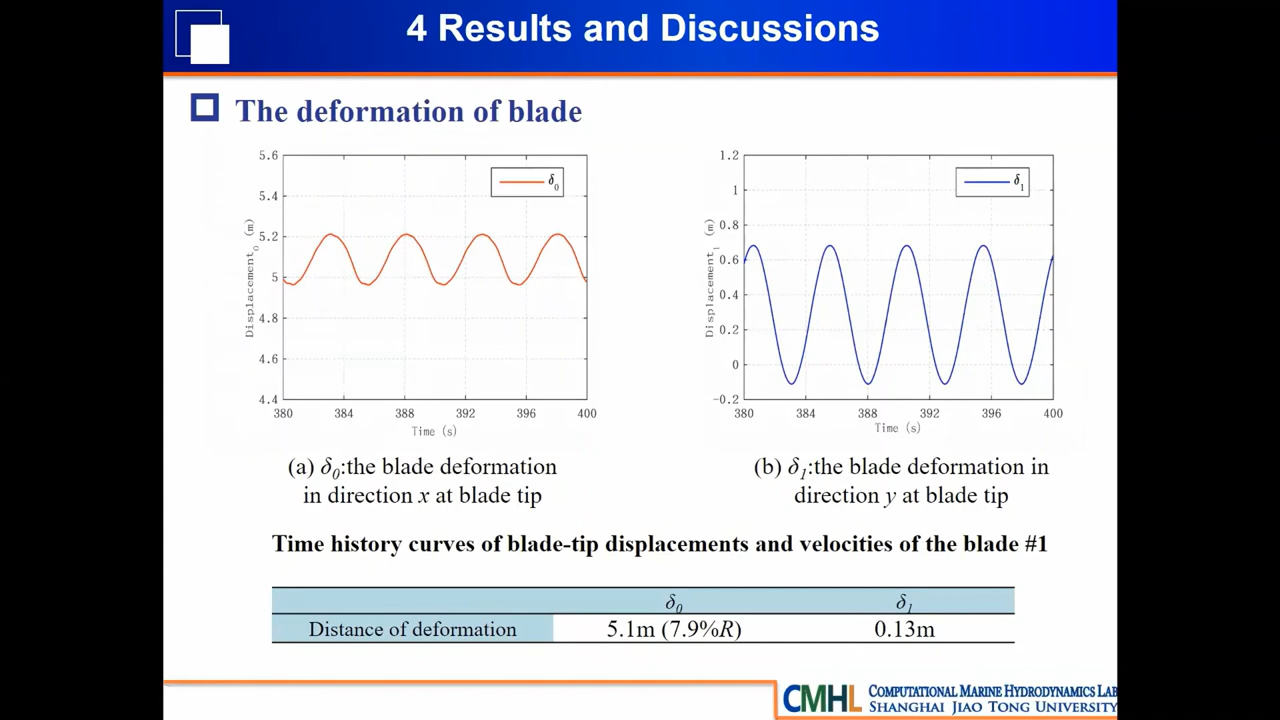 4 Results and Discussions
The deformation of blade
5.6
5.4
5.2
5
4.8
4.6
4.4
380
384
388
392
396
400
Displacement0 (m)
Time (s)
δ0
1.2
1
0.8
0.6
0.4
0.2
0
-0.2
380
384
388
392
396
400
Displacement1 (m)
Time (s)
δ1
(a) δ0:the blade deformation
in direction x at blade tip
(b) δ1:the blade deformation in
direction y at blade tip
Time history curves of blade-tip displacements and velocities of the blade #1
δ0 δ1
Distance of deformation 5.1m (7.9%R) 0.13m
CMHL
COMPUTATIONAL MARINE HYDRODYNAMICS LAB
SHANGHAI JIAO TONG UNIVERSITY